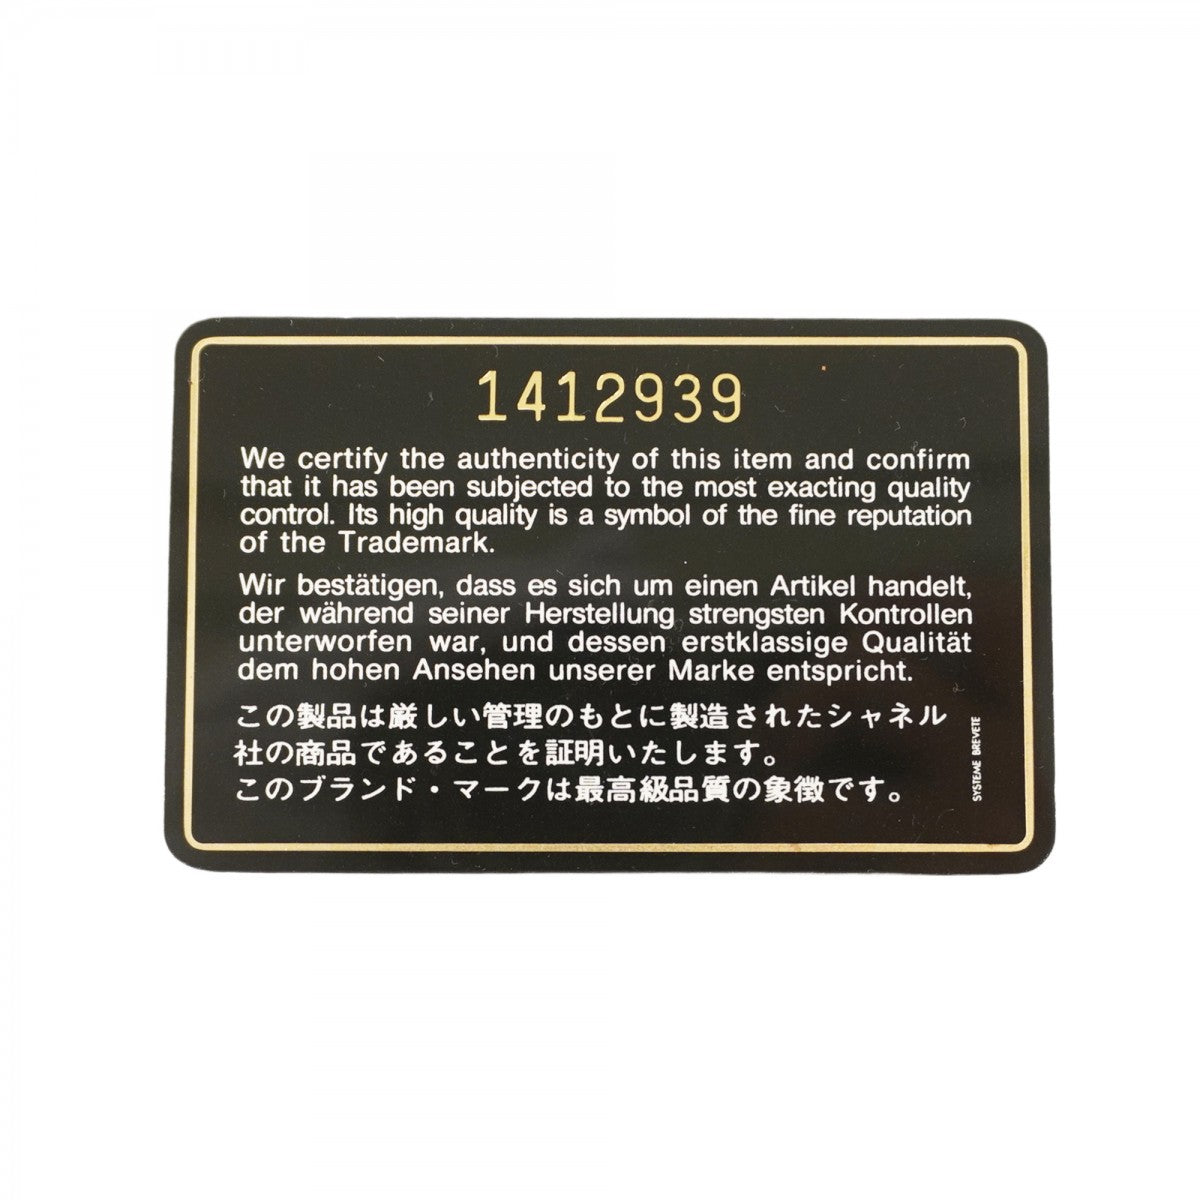 1412939
We certify the authenticity of this item and confirm
that it has been subjected to the most exacting quality
control. Its high quality is a symbol of the fine reputation
of the Trademark.
Wir bestätigen, dass es sich um einen Artikel handelt,
der während seiner Herstellung strengsten Kontrollen
unterworfen war, und dessen erstklassige Qualität
dem hohen Ansehen unserer Marke entspricht.
この製品は厳しい管理のもとに製造されたシャネル
社の商品であることを証明いたします。
このブランド・マークは最高級品質の象徴です。
SYSTEME BREVETE